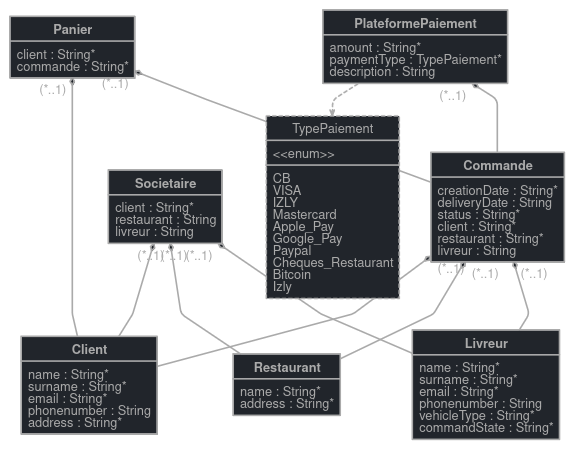 Panier
client : String*
commande : String*
(*..1)
(*..1)
PlateformePaiement
amount : String*
paymentType : TypePaiement*
description : String
(*..1)
TypePaiement
<<enum>>
CB
VISA
IZLY
Mastercard
Apple_Pay
Google_Pay
Paypal
Cheques_Restaurant
Bitcoin
Izly
Commande
creationDate : String*
deliveryDate : String
status : String*
client : String*
restaurant : String*
livreur : String
(*..1)
(*..1)
(*..1)
Societaire
client : String*
restaurant : String
livreur : String
(*..1)
(*..1)
(*..1)
Client
name : String*
surname : String*
email : String*
phonenumber : String
address : String*
Restaurant
name : String*
address : String*
Livreur
name : String*
surname : String*
email : String*
phonenumber : String
vehicleType : String*
commandState : String*